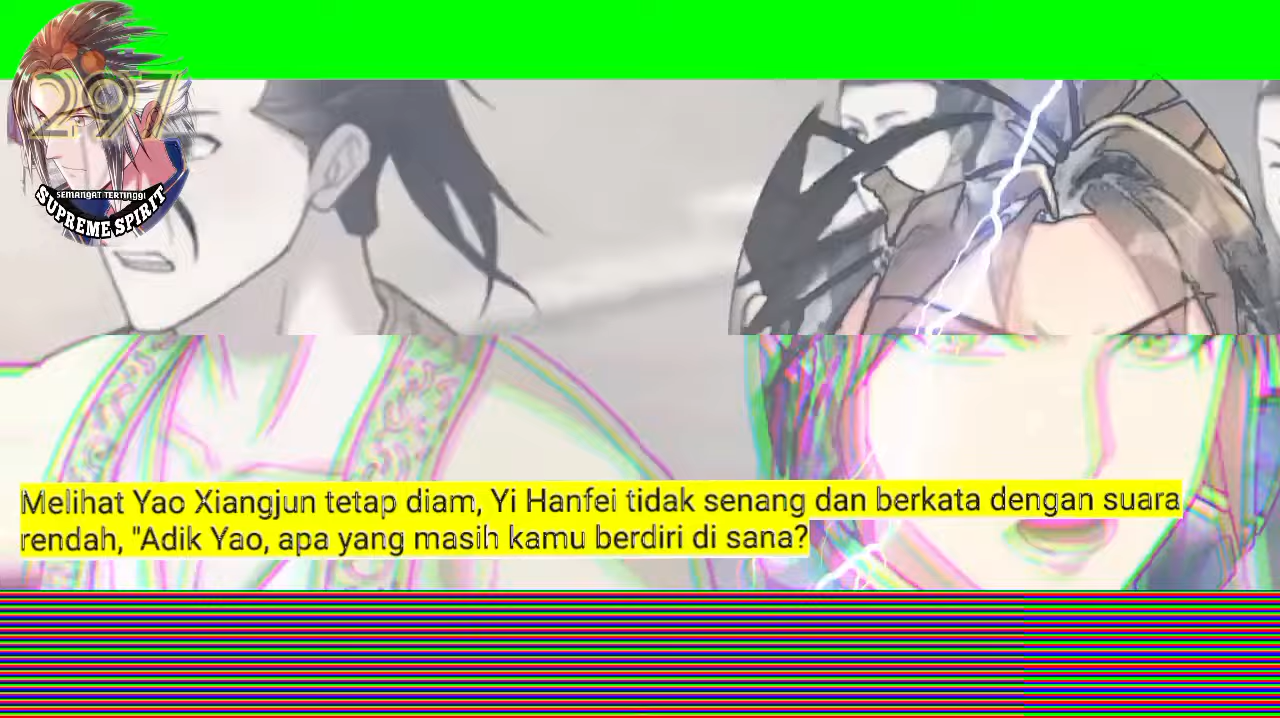 297
SEMANGAT TERTINGGI
SUPREME SPIRIT
Melihat Yao Xiangjun tetap diam, Yi Hanfei tidak senang dan berkata dengan suara
rendah, "Adik Yao, apa yang masih kamu berdiri di sana?